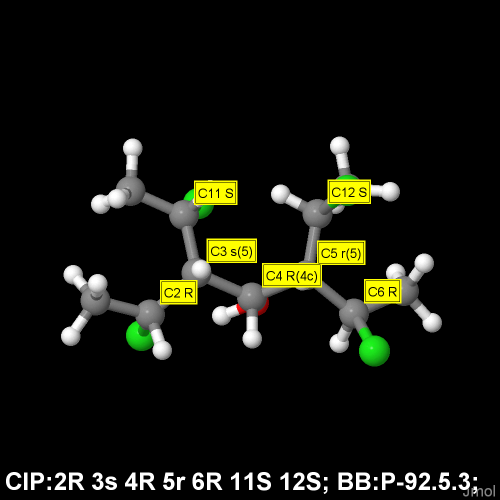 C11 S
C12 S
C3 s(5)
C5 r(5)
C4 R(4c)
C2 R
C6 R
CIP:2R 3s 4R 5r 6R 11S 12S; BB:P-92.5.3;
Jmol